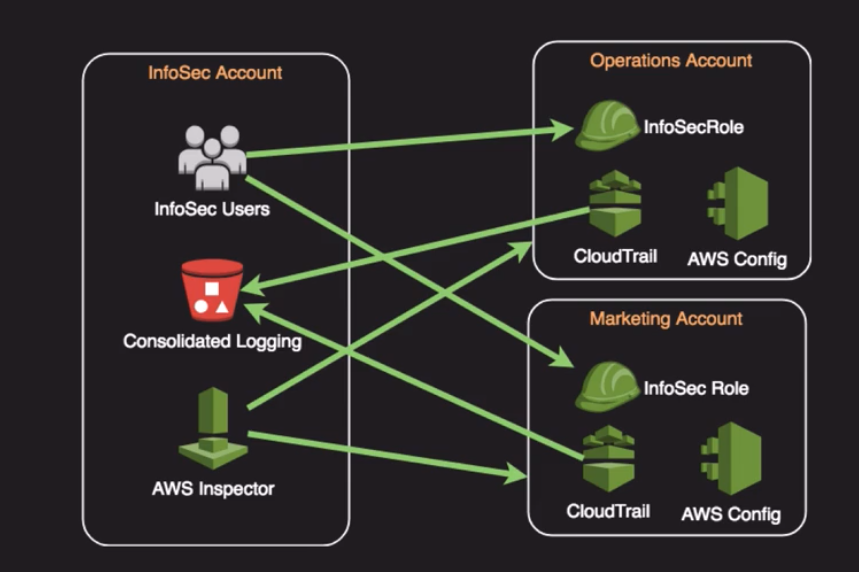 InfoSec Account
InfoSec Users
Consolidated Logging
AWS Inspector
Operations Account
InfoSecRole
CloudTrail
AWS Config
Marketing Account
InfoSec Role
CloudTrail
AWS Config